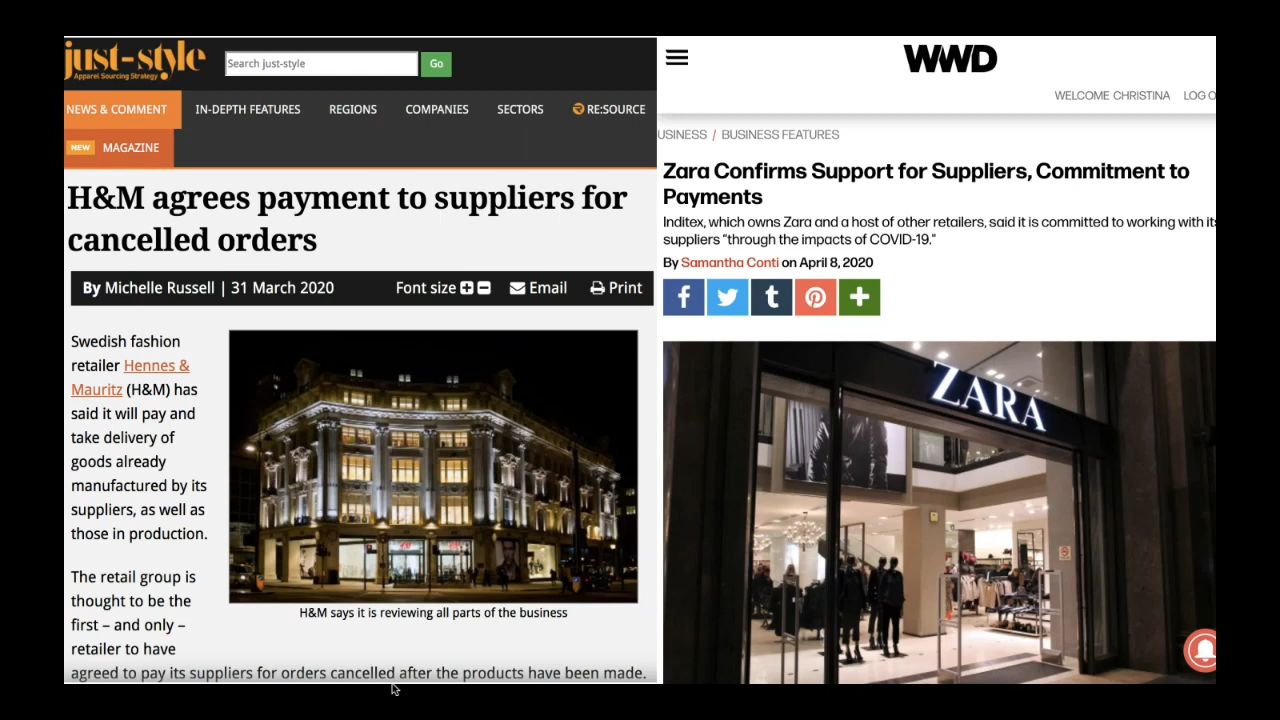 just-style
Apparel Sourcing Strategy
Search just-style
Go
NEWS & COMMENT
IN-DEPTH FEATURES
REGIONS
COMPANIES
SECTORS
RE:SOURCE
NEW
MAGAZINE
H&M agrees payment to suppliers for
cancelled orders
By Michelle Russell | 31 March 2020
Font size
Email
Print
Swedish fashion
retailer Hennes &
Mauritz (H&M) has
said it will pay and
take delivery of
goods already
manufactured by its
suppliers, as well as
those in production.
H&M says it is reviewing all parts of the business
The retail group is
thought to be the
first – and only –
retailer to have
agreed to pay its suppliers for orders cancelled after the products have been made.
WWD
WELCOME CHRISTINA
LOG O
USINESS / BUSINESS FEATURES
Zara Confirms Support for Suppliers, Commitment to
Payments
Inditex, which owns Zara and a host of other retailers, said it is committed to working with its
suppliers “through the impacts of COVID-19.”
By Samantha Conti on April 8, 2020
ZARA